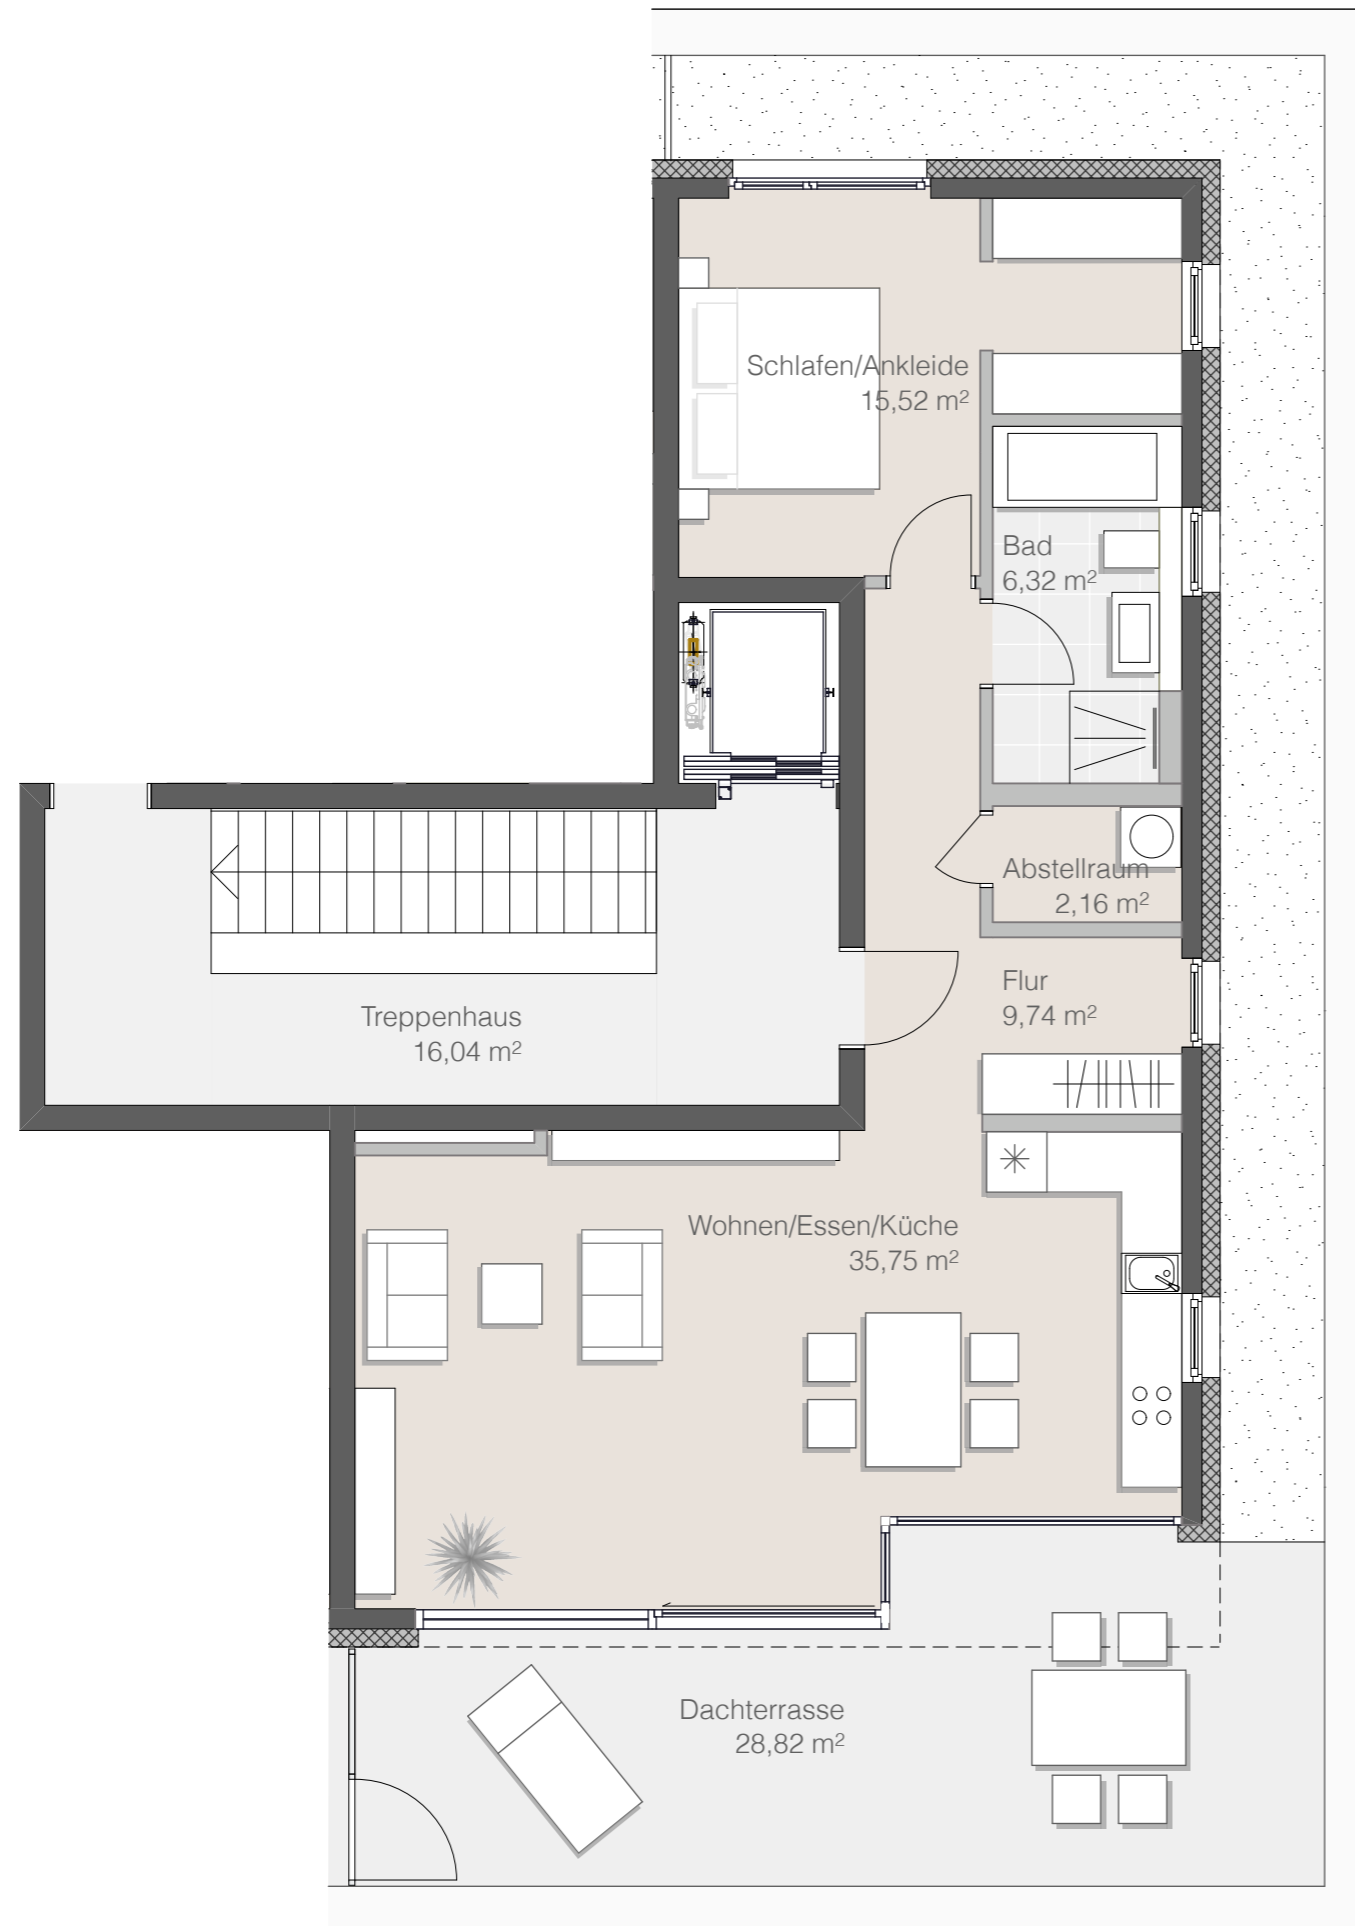 Schlafen/Ankleide
15,52 m²
Bad
6,32 m²
Abstellraum
2,16 m²
Flur
9,74 m²
Treppenhaus
16,04 m²
Wohnen/Essen/Küche
35,75 m²
Dachterrasse
28,82 m²